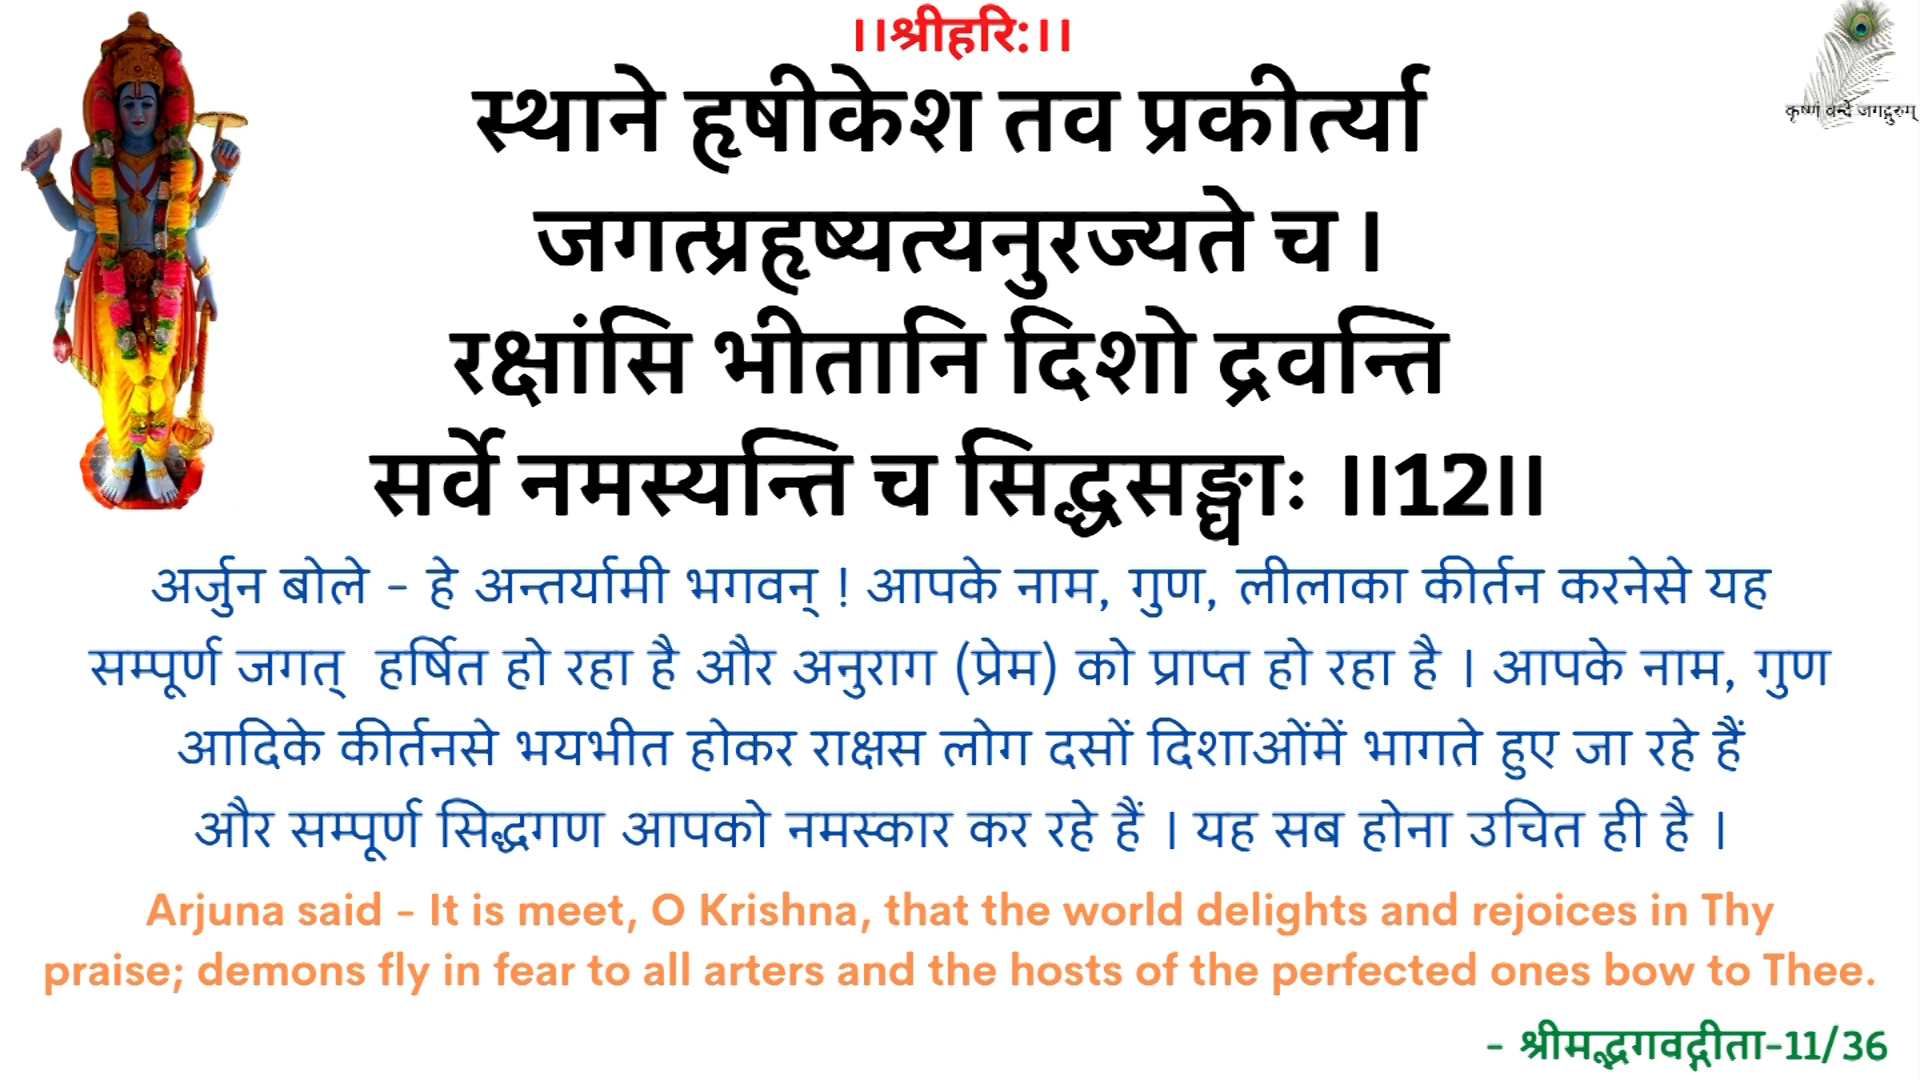 ।।श्रीहरि:।।
कृष्णं वन्दे जगद्गुरुम्
स्थाने हृषीकेश तव प्रकीर्त्या
जगत्प्रहृष्यत्यनुरज्यते च ।
रक्षांसि भीतानि दिशो द्रवन्ति
सर्वे नमस्यन्ति च सिद्धसङ्घाः ।।12।।
अर्जुन बोले - हे अन्तर्यामी भगवन् ! आपके नाम, गुण, लीलाका कीर्तन करनेसे यह
सम्पूर्ण जगत् हर्षित हो रहा है और अनुराग (प्रेम) को प्राप्त हो रहा है । आपके नाम, गुण
आदिके कीर्तनसे भयभीत होकर राक्षस लोग दसों दिशाओंमें भागते हुए जा रहे हैं
और सम्पूर्ण सिद्धगण आपको नमस्कार कर रहे हैं । यह सब होना उचित ही है ।
Arjuna said - It is meet, O Krishna, that the world delights and rejoices in Thy
praise; demons fly in fear to all arters and the hosts of the perfected ones bow to Thee.
- श्रीमद्भगवद्गीता-11/36